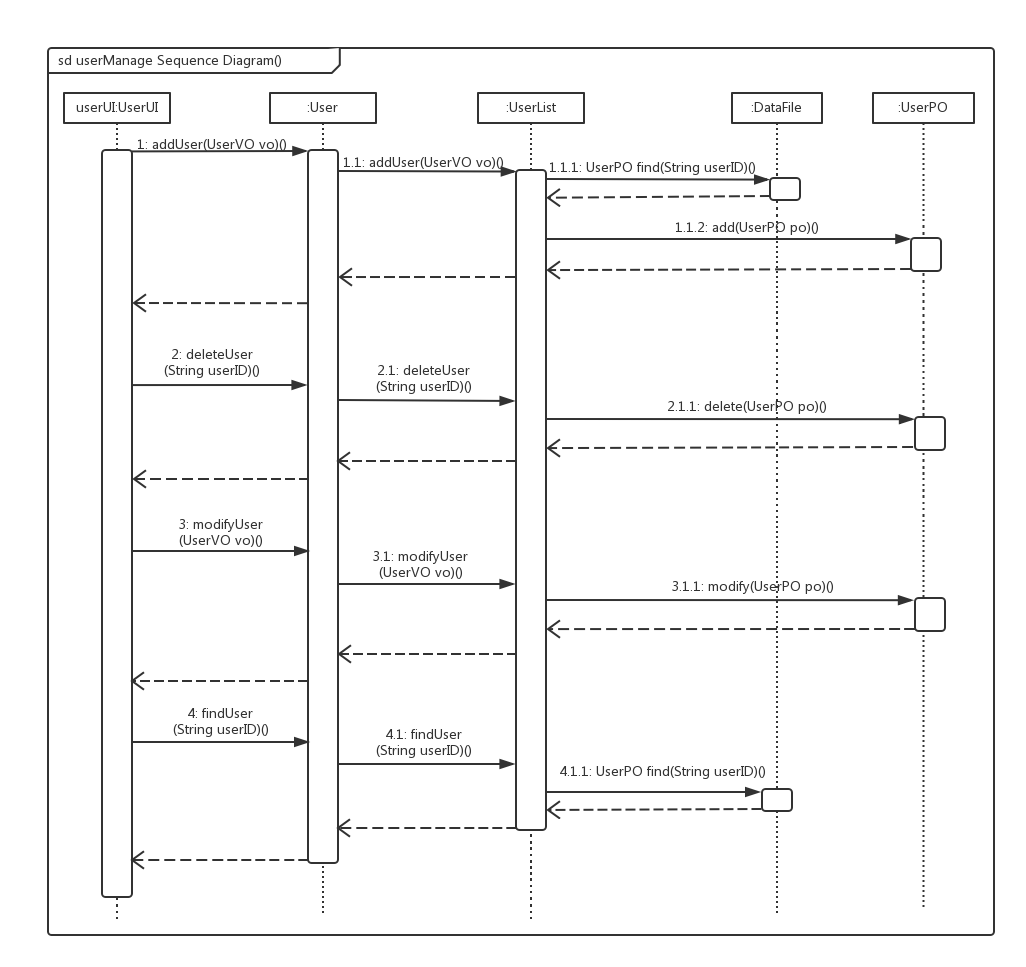 sd userManage Sequence Diagram()
userUI:UserUI
:User
:UserList
:DataFile
:UserPO
1: addUser(UserVO vo)()
1.1: addUser(UserVO vo)()
1.1.1: UserPO find(String userID)()
1.1.2: add(UserPO po)()
2: deleteUser
(String userID)()
2.1: deleteUser
(String userID)()
2.1.1: delete(UserPO po)()
3: modifyUser
(UserVO vo)()
3.1: modifyUser
(UserVO vo)()
3.1.1: modify(UserPO po)()
4: findUser
(String userID)()
4.1: findUser
(String userID)()
4.1.1: UserPO find(String userID)()